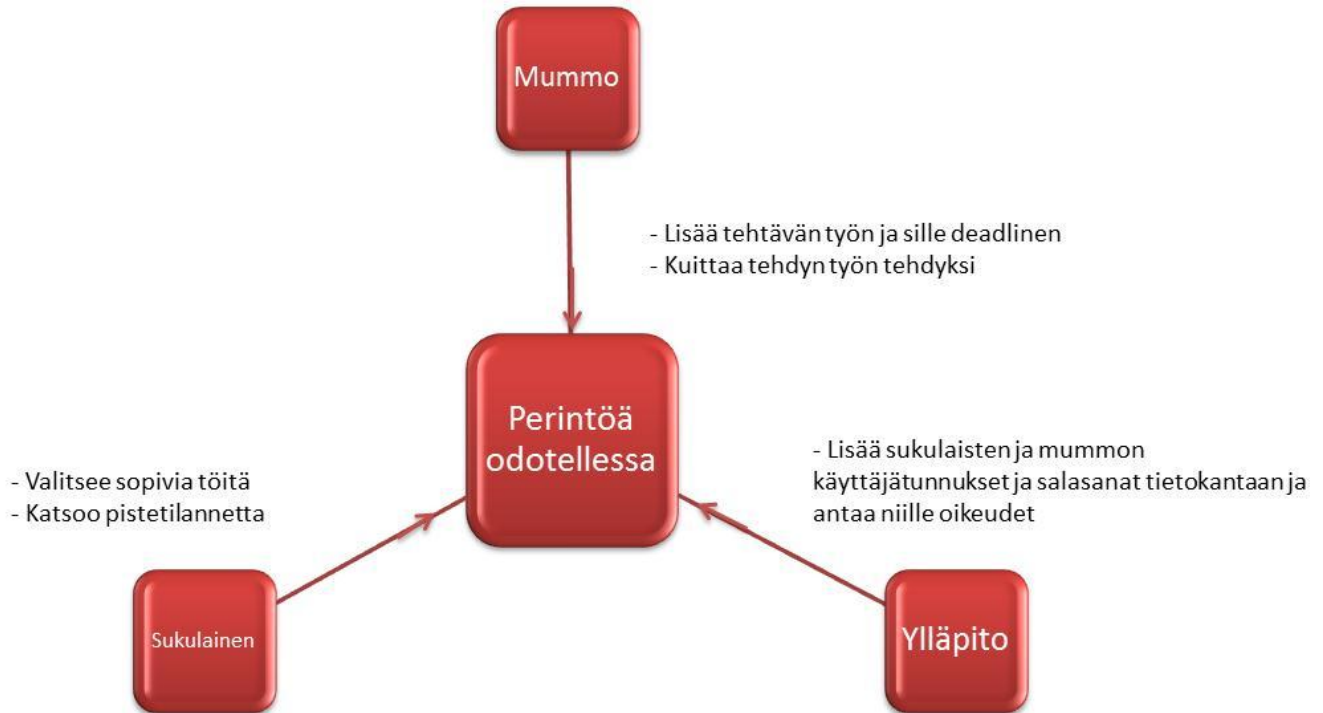 Mummo
- Lisää tehtävän työn ja sille deadlinen
- Kuittaa tehdyn työn tehdyksi
Perintöä
odotellessa
- Valitsee sopivia töitä
- Katsoo pistetilannetta
- Lisää sukulaisten ja mummon
käyttäjätunnukset ja salasanat tietokantaan ja
antaa niille oikeudet
Sukulainen
Ylläpito